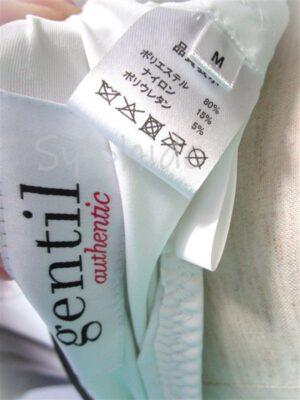 M
品
ポリエステル 80%
ナイロン 15%
ポリウレタン 5%
gentil
authentic